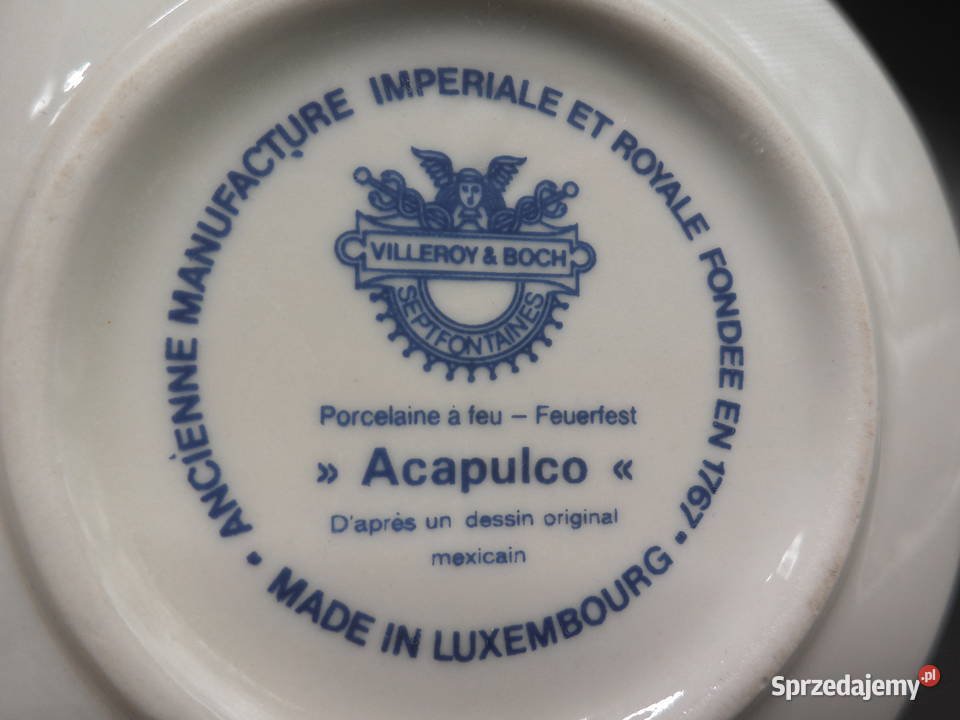 ANCIENNE MANUFACTURE IMPERIALE ET ROYALE FONDEE EN 1767 •
• MADE IN LUXEMBOURG
VILLEROY & BOCH
SEPTFONTAINES
Porcelaine à feu – Feuerfest
» Acapulco «
D'après un dessin original
mexicain
Sprzedajemy.pl